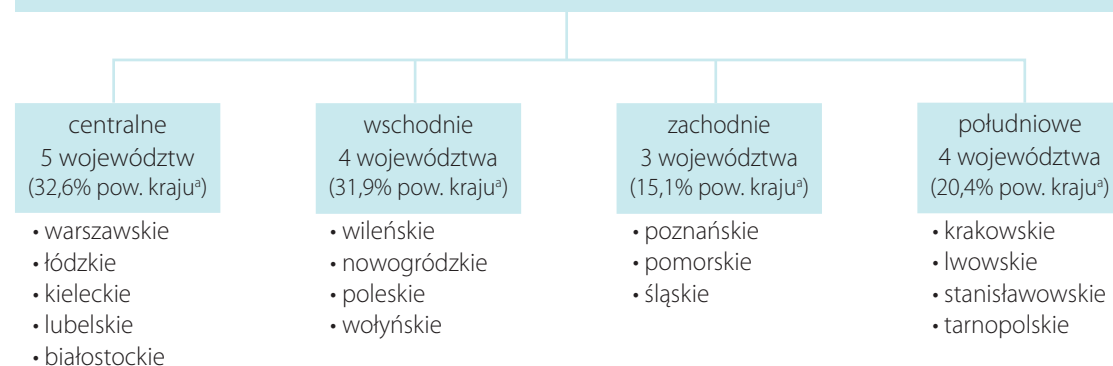 centralne
5 województw
(32,6% pow. krajuᵃ)
• warszawskie
• łódzkie
• kieleckie
• lubelskie
• białostockie
wschodnie
4 województwa
(31,9% pow. krajuᵃ)
• wileńskie
• nowogródzkie
• poleskie
• wołyńskie
zachodnie
3 województwa
(15,1% pow. krajuᵃ)
• poznańskie
• pomorskie
• śląskie
południowe
4 województwa
(20,4% pow. krajuᵃ)
• krakowskie
• lwowskie
• stanisławowskie
• tarnopolskie